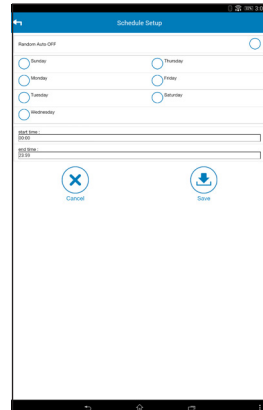 Schedule Setup
Random Auto OFF
Sunday
Thursday
Monday
Friday
Tuesday
Saturday
Wednesday
start time :
00:00
end time :
23:59
Cancel
Save